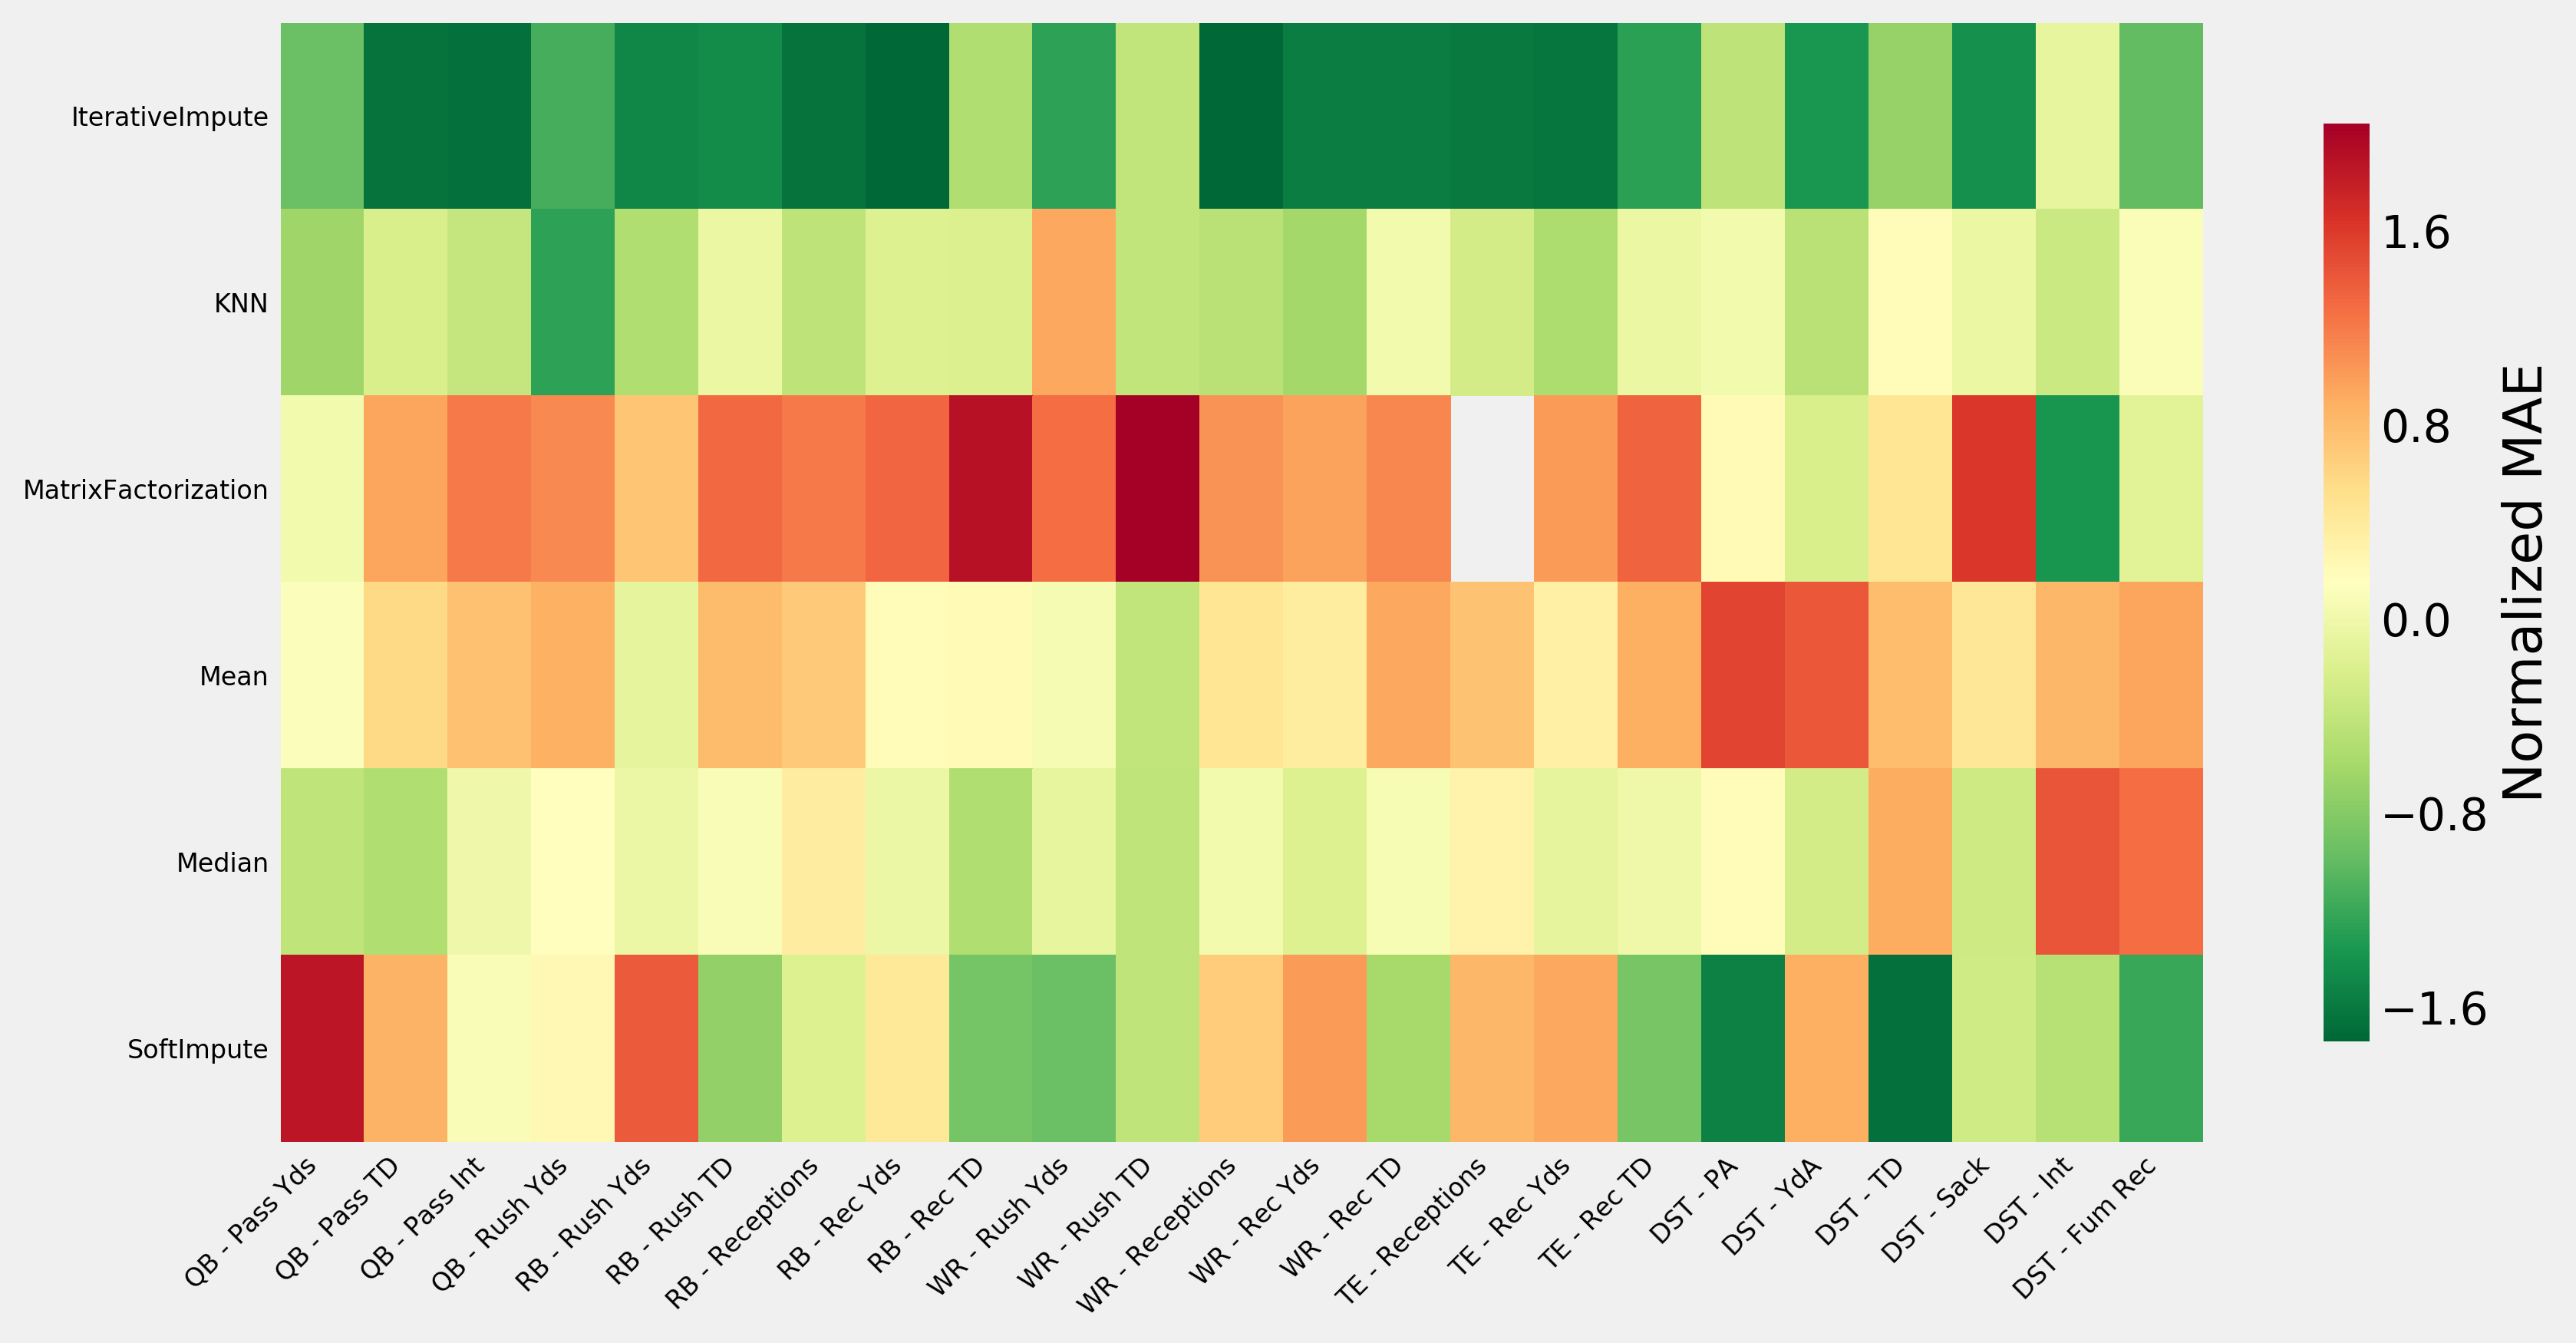 IterativeImpute
KNN
MatrixFactorization
Mean
Median
SoftImpute
QB - Pass Yds
QB - Pass TD
QB - Pass Int
QB - Rush Yds
RB - Rush Yds
RB - Rush TD
RB - Receptions
RB - Rec Yds
RB - Rec TD
WR - Rush Yds
WR - Rush TD
WR - Receptions
WR - Rec Yds
WR - Rec TD
TE - Receptions
TE - Rec Yds
TE - Rec TD
DST - PA
DST - YdA
DST - TD
DST - Sack
DST - Int
DST - Fum Rec
1.6
0.8
0.0
−0.8
−1.6
Normalized MAE